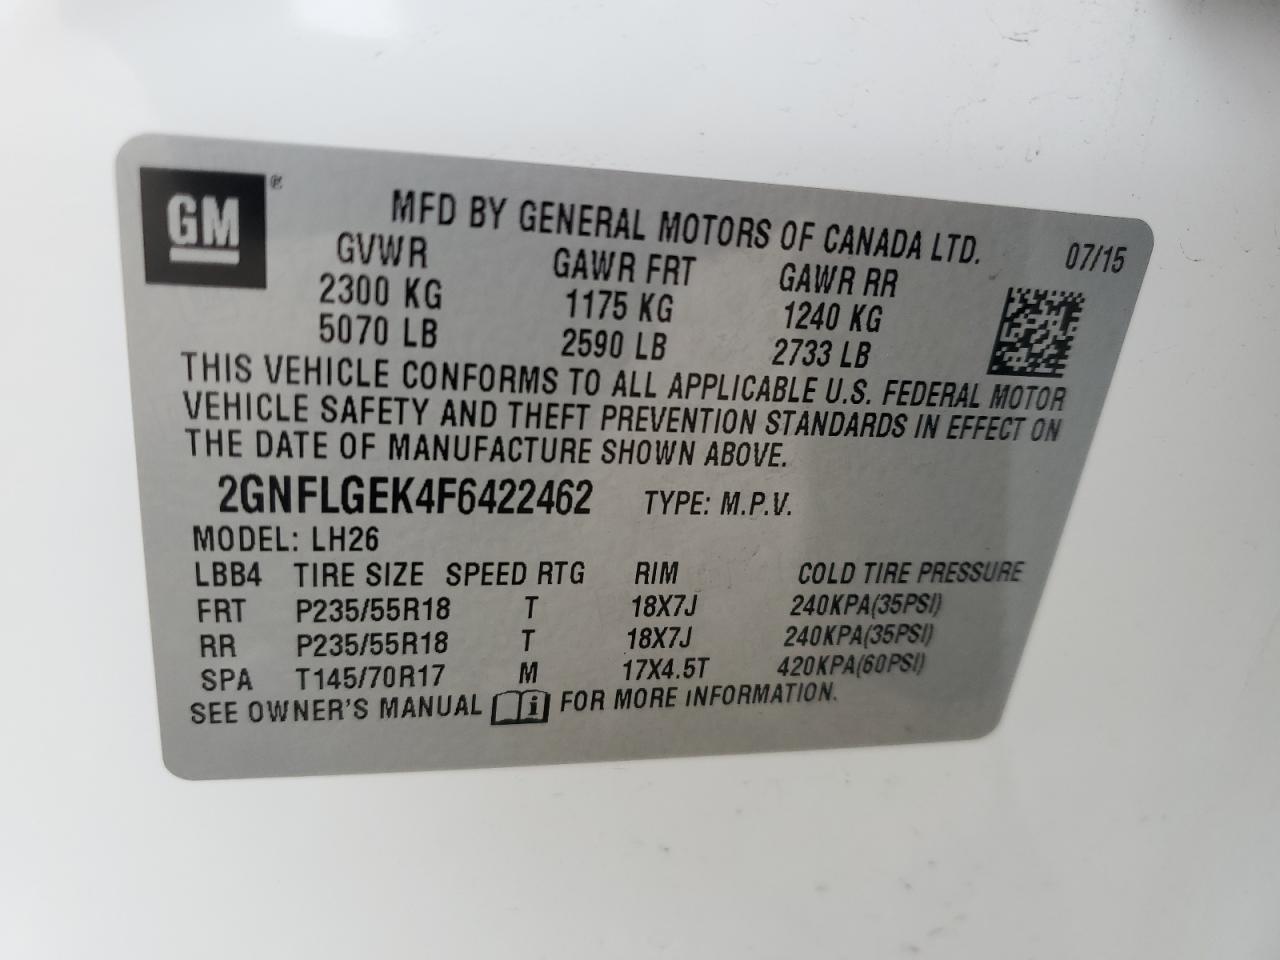 GM ®
MFD BY GENERAL MOTORS OF CANADA LTD. 07/15
GVWR GAWR FRT GAWR RR
2300 KG 1175 KG 1240 KG
5070 LB 2590 LB 2733 LB
THIS VEHICLE CONFORMS TO ALL APPLICABLE U.S. FEDERAL MOTOR
VEHICLE SAFETY AND THEFT PREVENTION STANDARDS IN EFFECT ON
THE DATE OF MANUFACTURE SHOWN ABOVE.
2GNFLGEK4F6422462 TYPE: M.P.V.
MODEL: LH26
LBB4 TIRE SIZE SPEED RTG RIM COLD TIRE PRESSURE
FRT P235/55R18 T 18X7J 240KPA(35PSI)
RR P235/55R18 T 18X7J 240KPA(35PSI)
SPA T145/70R17 M 17X4.5T 420KPA(60PSI)
SEE OWNER'S MANUAL i FOR MORE INFORMATION.